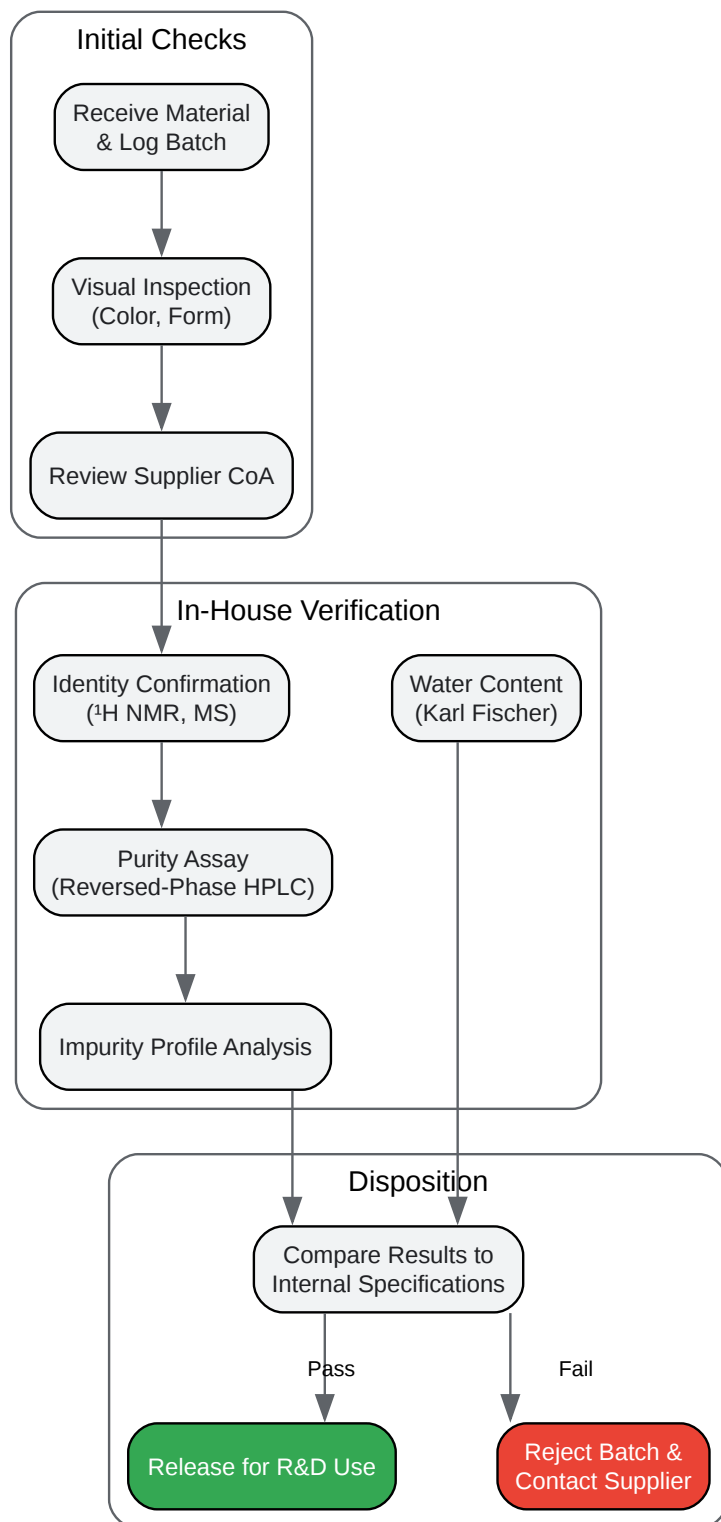 Initial Checks
Receive Material
& Log Batch
Visual Inspection
(Color, Form)
Review Supplier CoA
In-House Verification
Identity Confirmation
(¹H NMR, MS)
Water Content
(Karl Fischer)
Purity Assay
(Reversed-Phase HPLC)
Impurity Profile Analysis
Disposition
Compare Results to
Internal Specifications
Pass
Fail
Release for R&D Use
Reject Batch &
Contact Supplier